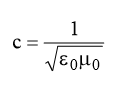 c = 1/√(ε₀μ₀)